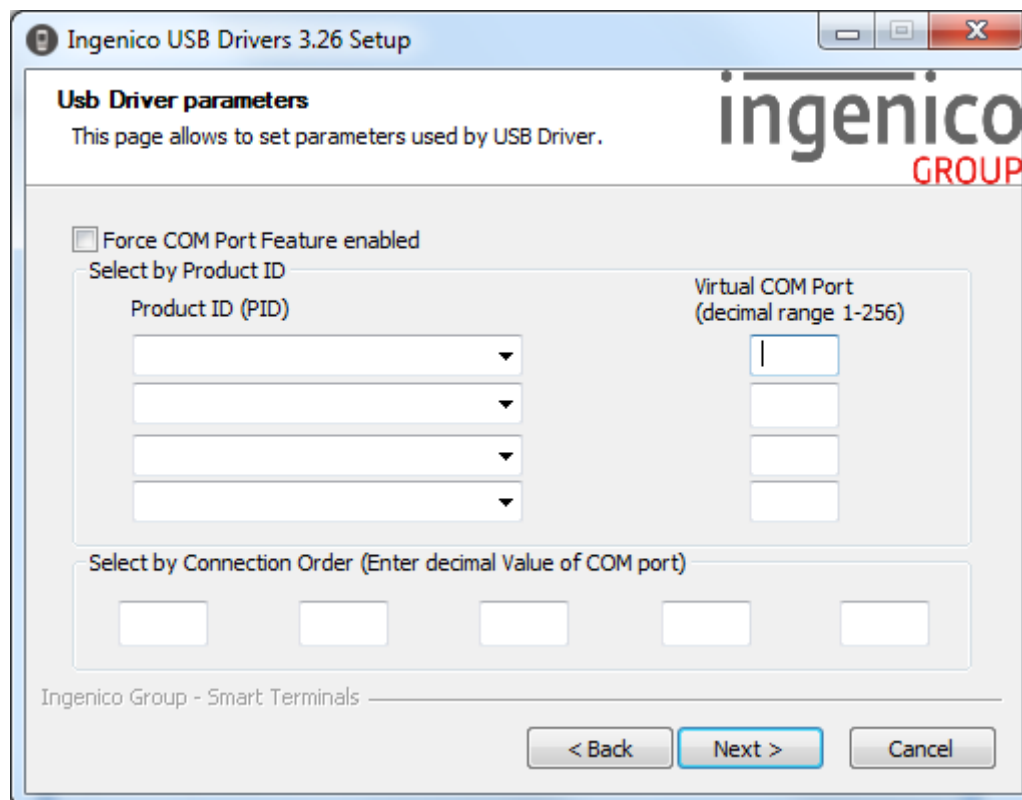 Ingenico USB Drivers 3.26 Setup
Usb Driver parameters
This page allows to set parameters used by USB Driver.
ingenico
GROUP
Force COM Port Feature enabled
Select by Product ID
Product ID (PID)
Virtual COM Port
(decimal range 1-256)
Select by Connection Order (Enter decimal Value of COM port)
Ingenico Group - Smart Terminals
< Back
Next >
Cancel